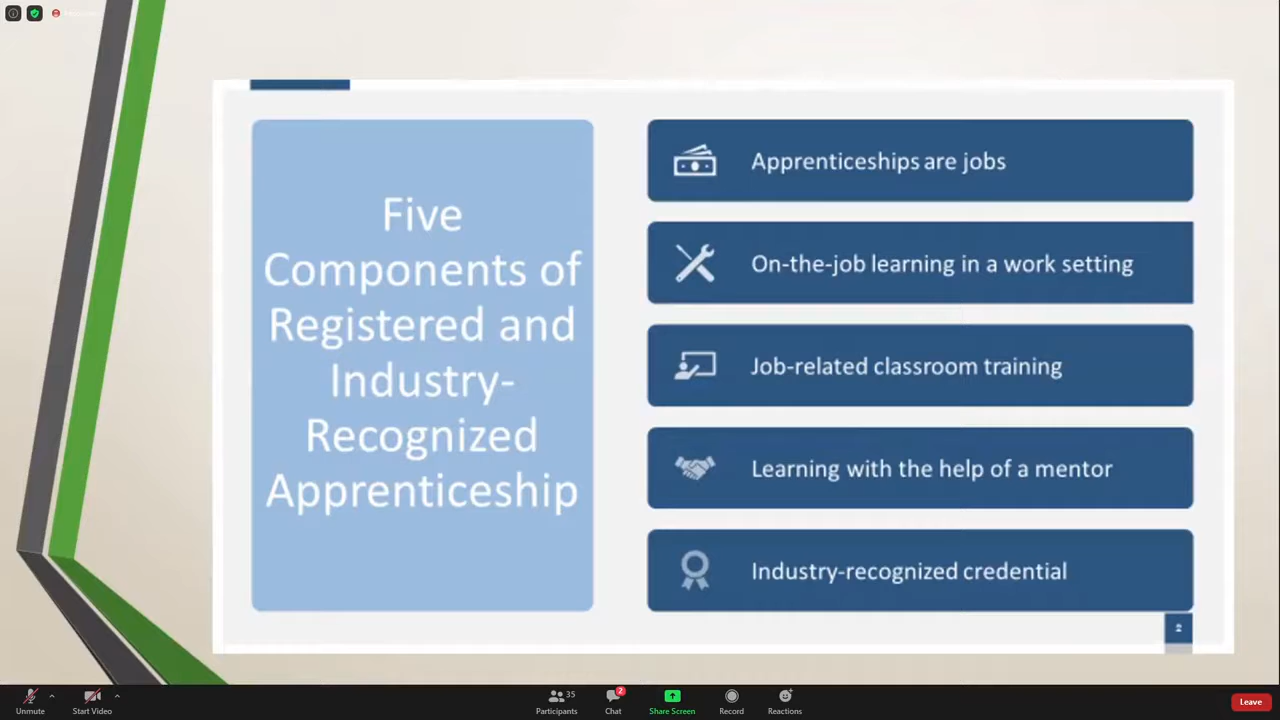 Five
Components of
Registered and
Industry-
Recognized
Apprenticeship
Apprenticeships are jobs
On-the-job learning in a work setting
Job-related classroom training
Learning with the help of a mentor
Industry-recognized credential
Unmute
Start Video
35
Participants
2
Chat
Share Screen
Record
Reactions
Leave